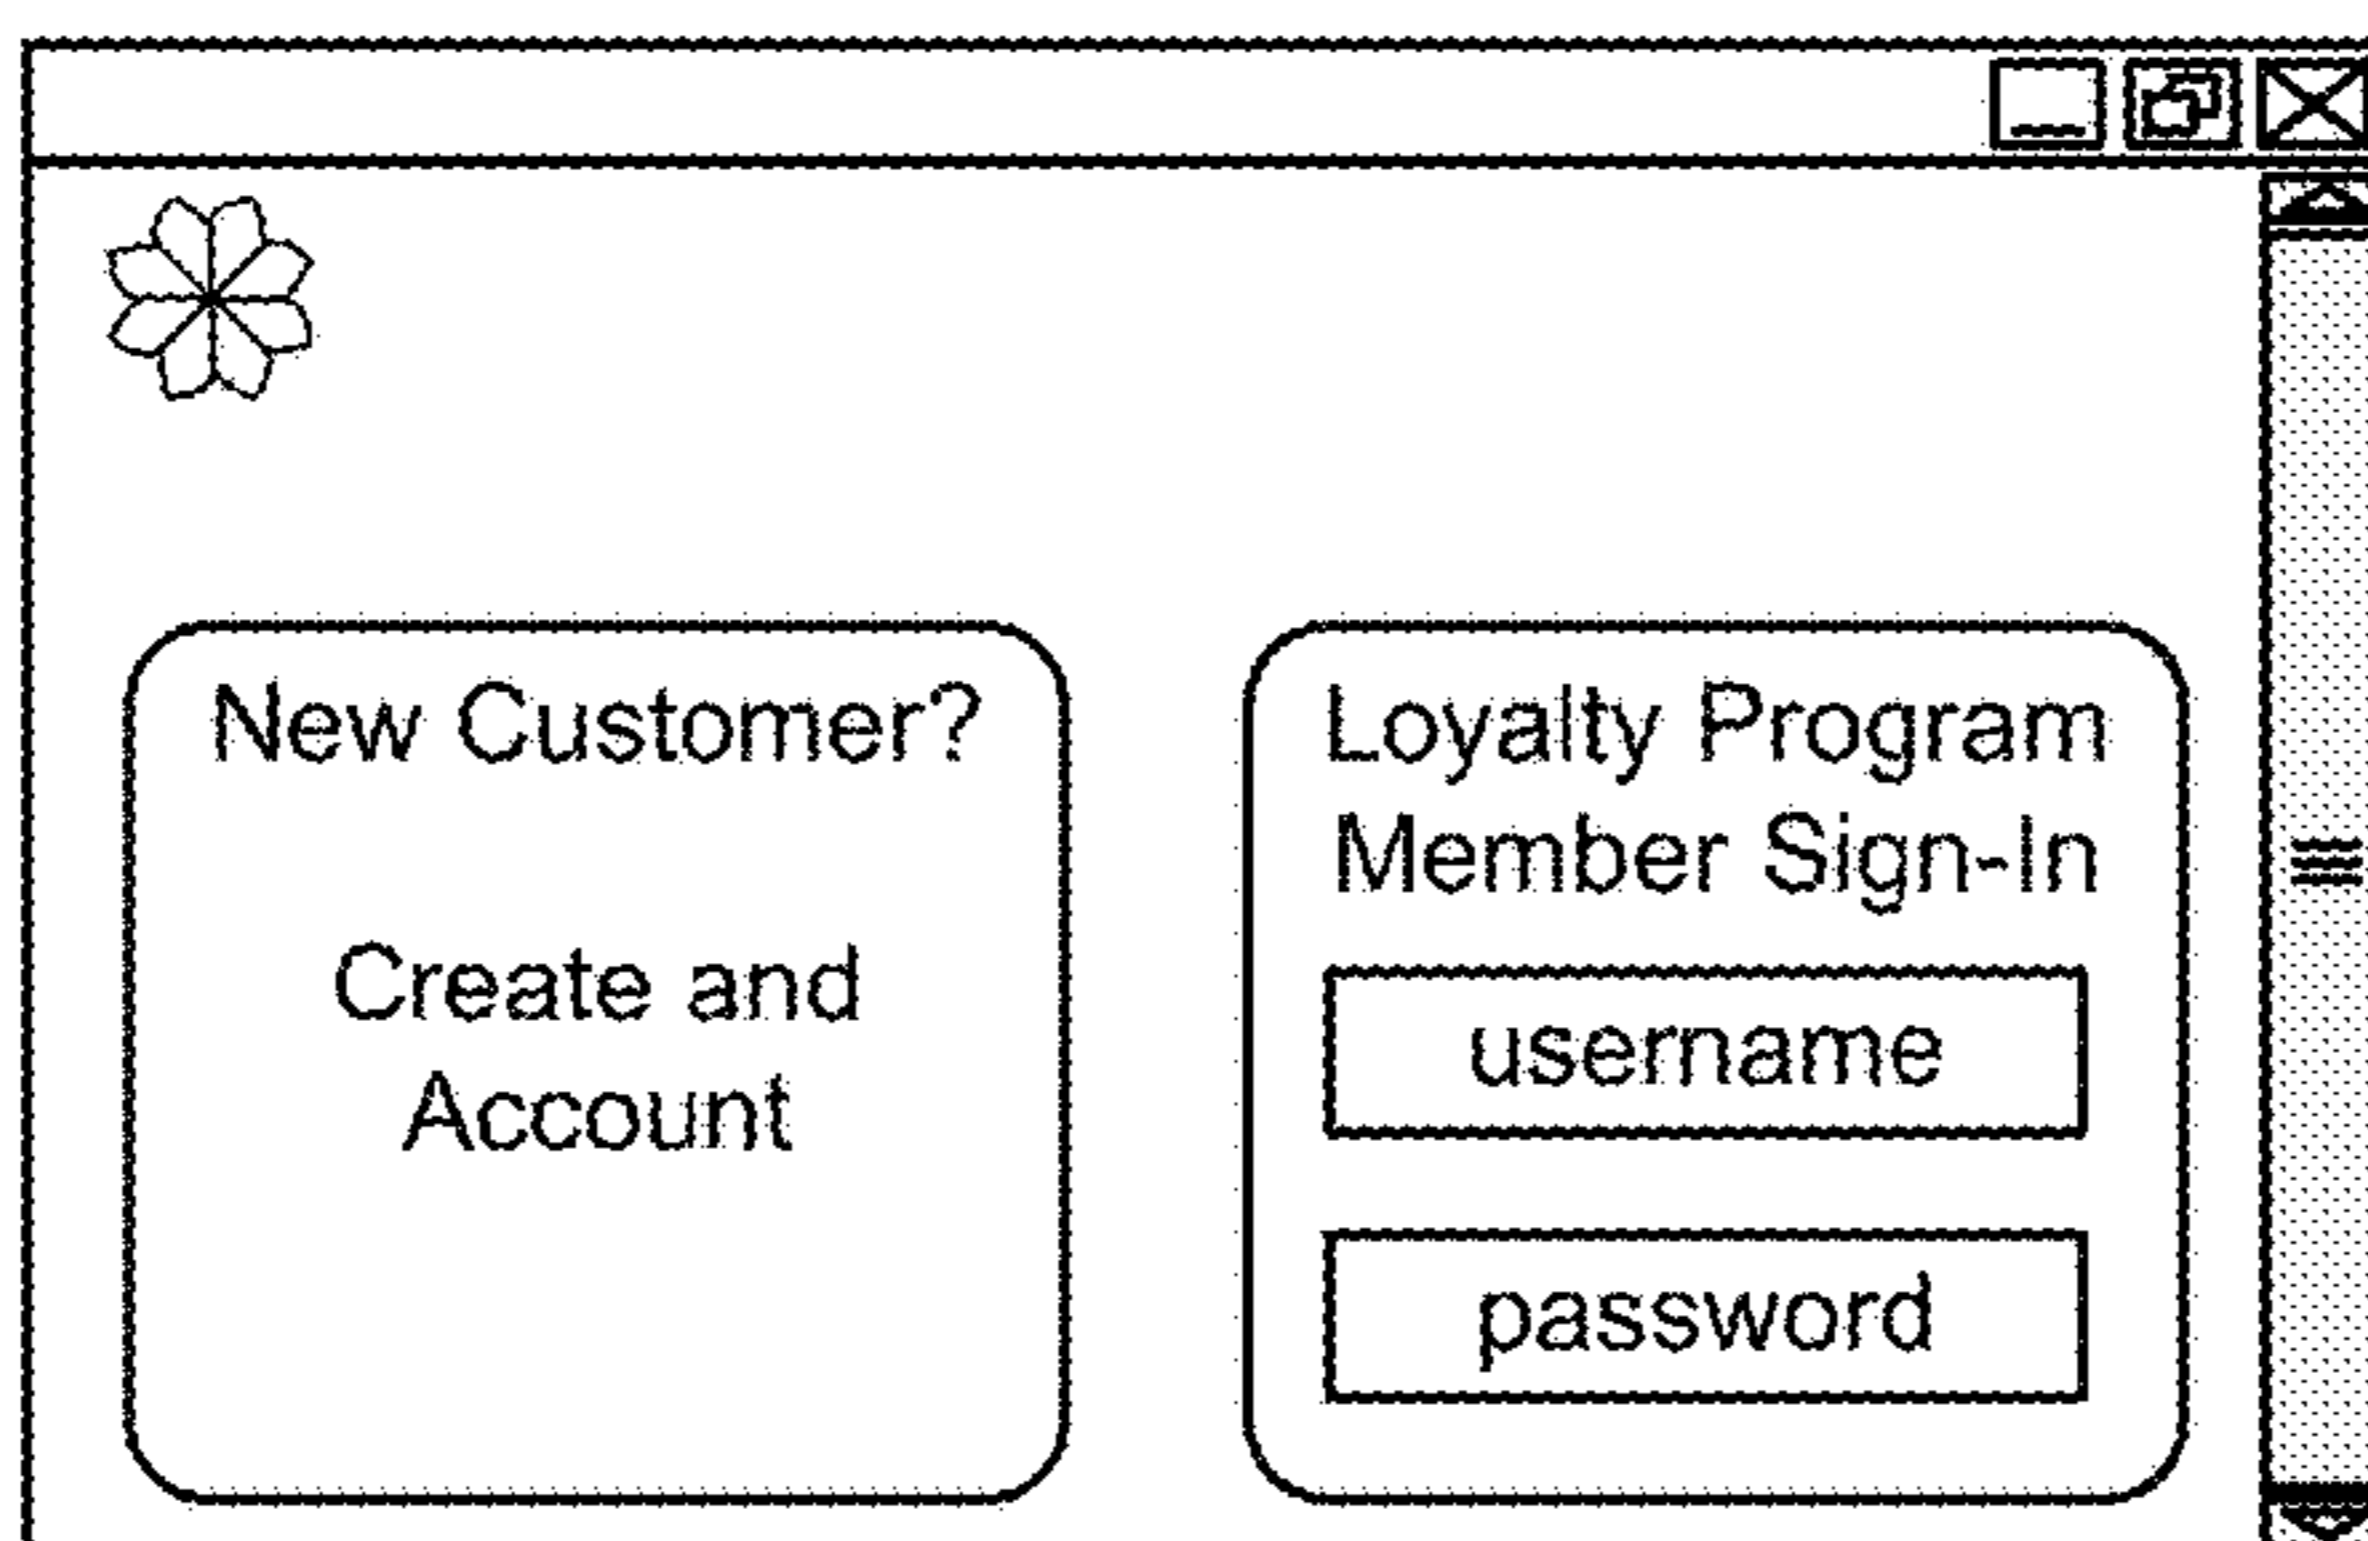 New Customer?
Create and
Account
Loyalty Program
Member Sign-In
username
password